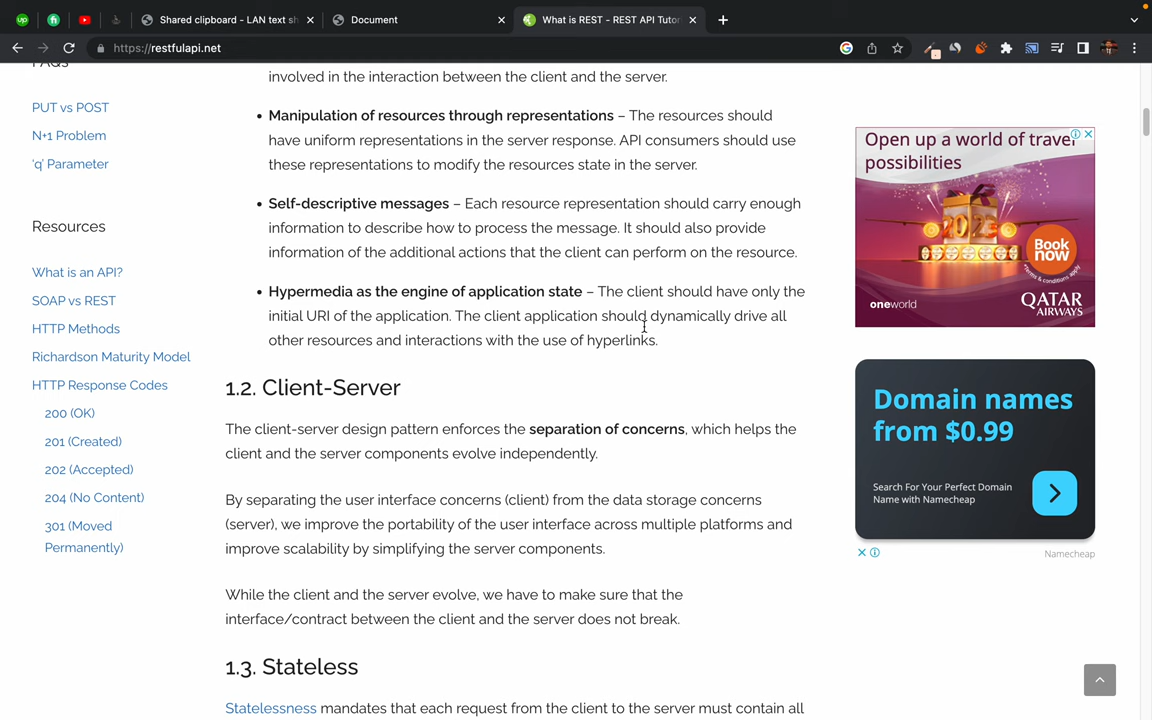 Shared clipboard - LAN text sh
Document
What is REST - REST API Tutor
https://restfulapi.net
FAQs
PUT vs POST
N+1 Problem
‘q’ Parameter
Resources
What is an API?
SOAP vs REST
HTTP Methods
Richardson Maturity Model
HTTP Response Codes
200 (OK)
201 (Created)
202 (Accepted)
204 (No Content)
301 (Moved
Permanently)
involved in the interaction between the client and the server.
• Manipulation of resources through representations – The resources should
have uniform representations in the server response. API consumers should use
these representations to modify the resources state in the server.
• Self-descriptive messages – Each resource representation should carry enough
information to describe how to process the message. It should also provide
information of the additional actions that the client can perform on the resource.
• Hypermedia as the engine of application state – The client should have only the
initial URI of the application. The client application should dynamically drive all
other resources and interactions with the use of hyperlinks.
1.2. Client-Server
The client-server design pattern enforces the separation of concerns, which helps the
client and the server components evolve independently.
By separating the user interface concerns (client) from the data storage concerns
(server), we improve the portability of the user interface across multiple platforms and
improve scalability by simplifying the server components.
While the client and the server evolve, we have to make sure that the
interface/contract between the client and the server does not break.
1.3. Stateless
Statelessness mandates that each request from the client to the server must contain all
Open up a world of travel
possibilities
2023
Book
now
*Terms & conditions apply
oneworld
QATAR
AIRWAYS
Domain names
from $0.99
Search For Your Perfect Domain
Name with Namecheap
Namecheap